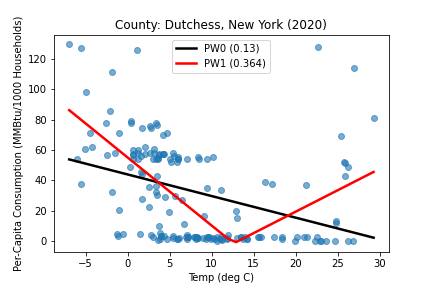 County: Dutchess, New York (2020)
PW0 (0.13)
PW1 (0.364)
Per-Capita Consumption (MMBtu/1000 Households)
120
100
80
60
40
20
0
−5 0 5 10 15 20 25 30
Temp (deg C)